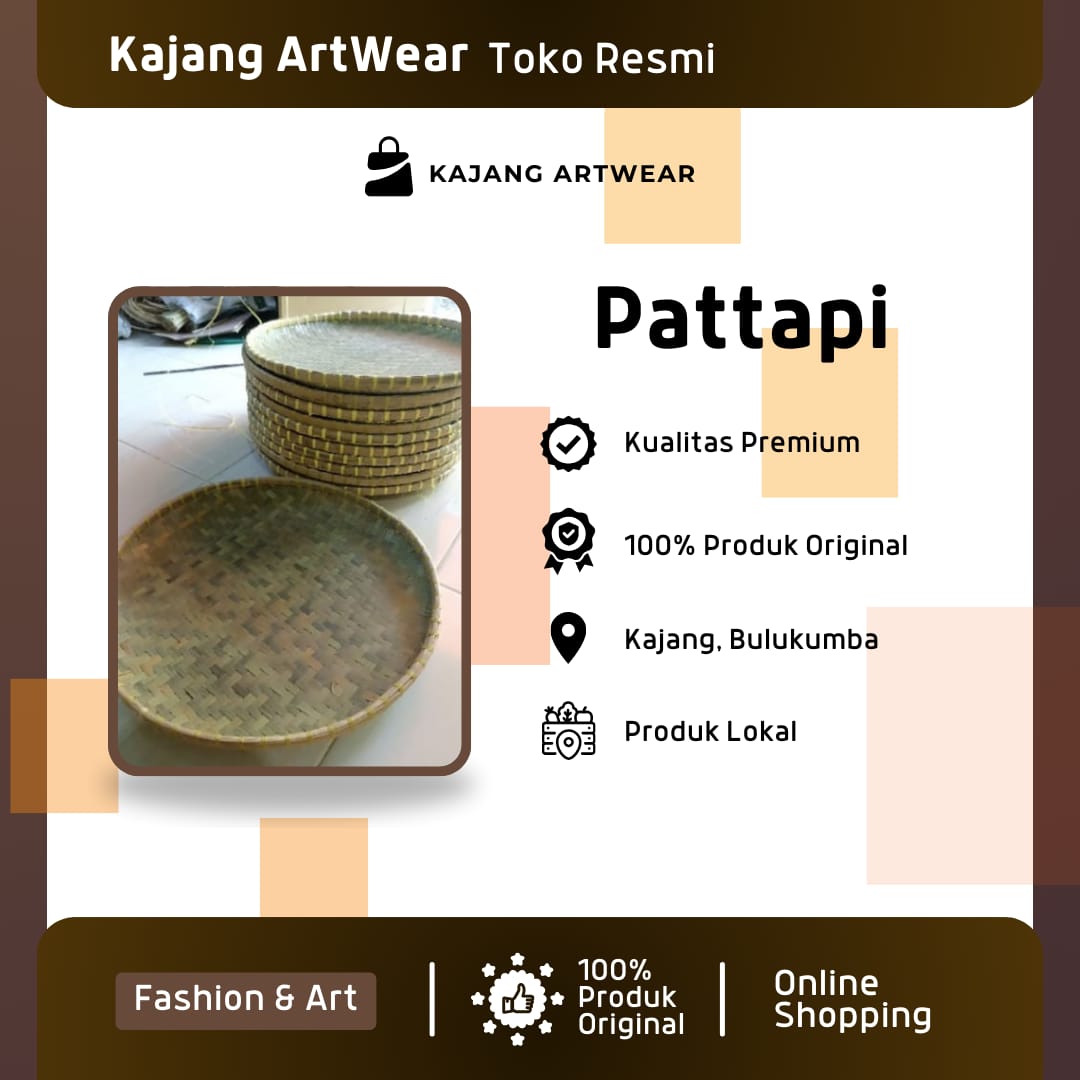 Kajang ArtWear Toko Resmi
KAJANG ARTWEAR
Pattapi
Kualitas Premium
100% Produk Original
Kajang, Bulukumba
Produk Lokal
Fashion & Art
100%
Produk
Original
Online
Shopping